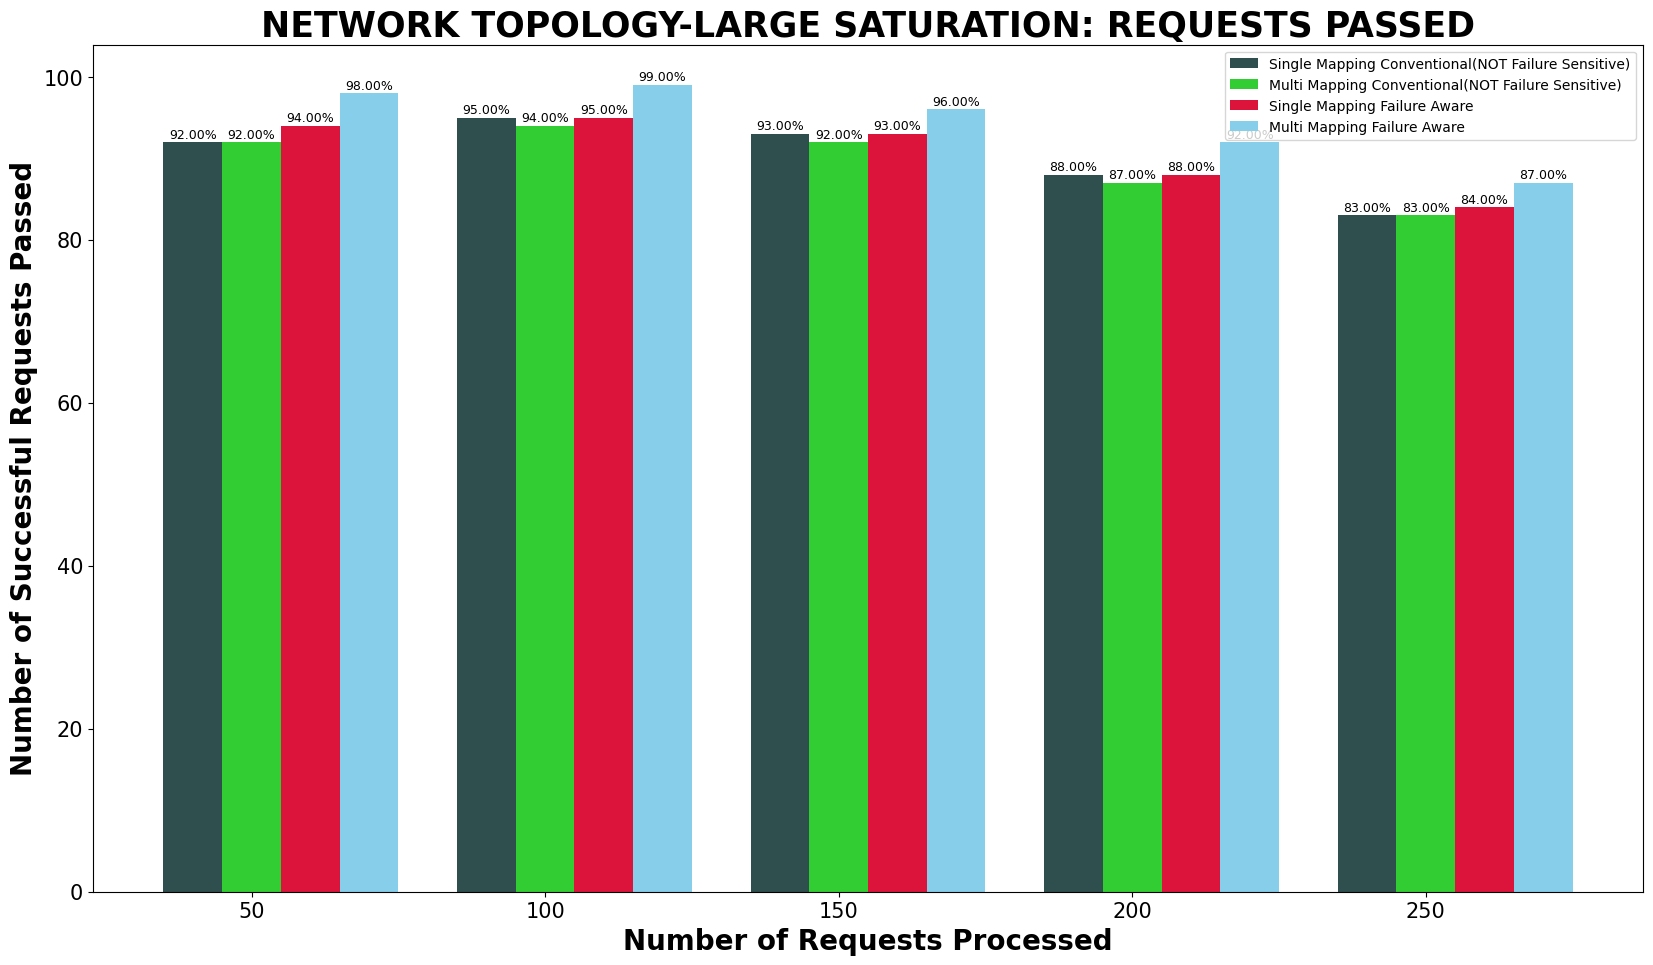 NETWORK TOPOLOGY-LARGE SATURATION: REQUESTS PASSED
Single Mapping Conventional(NOT Failure Sensitive)
Multi Mapping Conventional(NOT Failure Sensitive)
Single Mapping Failure Aware
Multi Mapping Failure Aware
Number of Successful Requests Passed
100
80
60
40
20
0
92.00% 92.00% 94.00% 98.00%
95.00% 94.00% 95.00% 99.00%
93.00% 92.00% 93.00% 96.00%
88.00% 87.00% 88.00% 92.00%
83.00% 83.00% 84.00% 87.00%
50 100 150 200 250
Number of Requests Processed